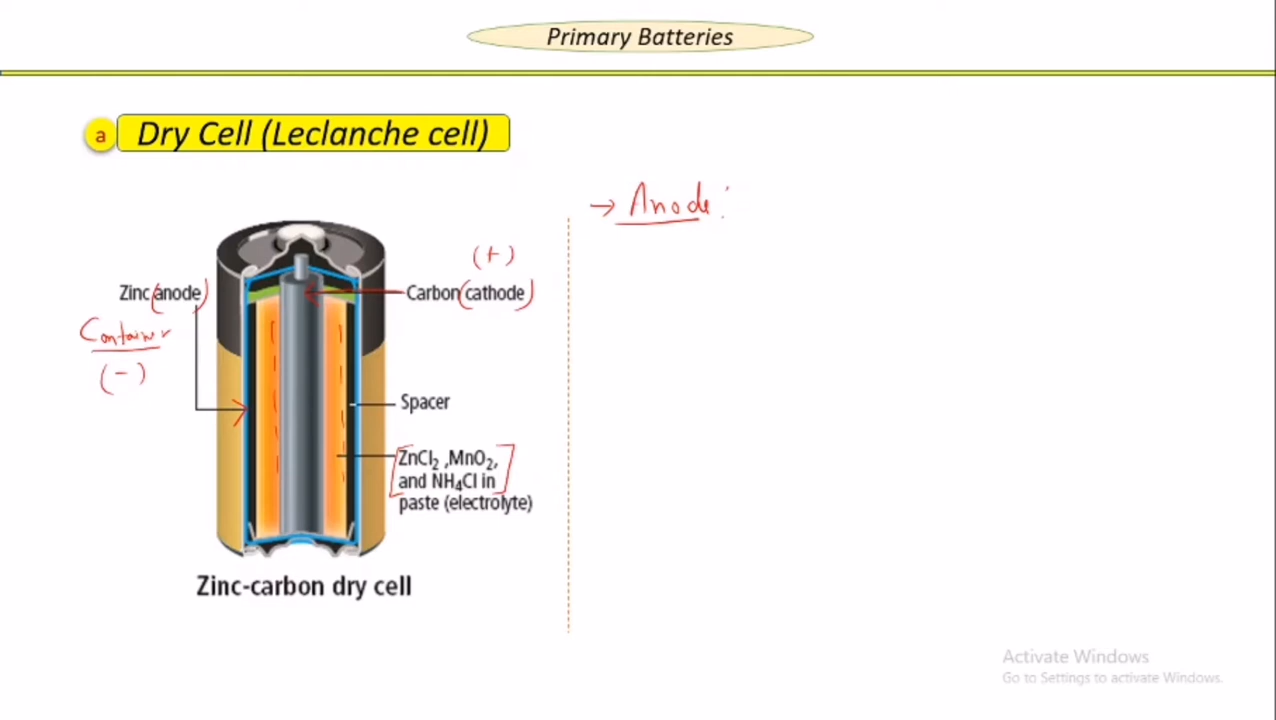 Primary Batteries
a Dry Cell (Leclanche cell)
→ Anode:
(+)
Zinc (anode)
Carbon (cathode)
Container
(-)
Spacer
[ZnCl₂ ,MnO₂,
and NH₄Cl in]
paste (electrolyte)
Zinc-carbon dry cell
Activate Windows
Go to Settings to activate Windows.